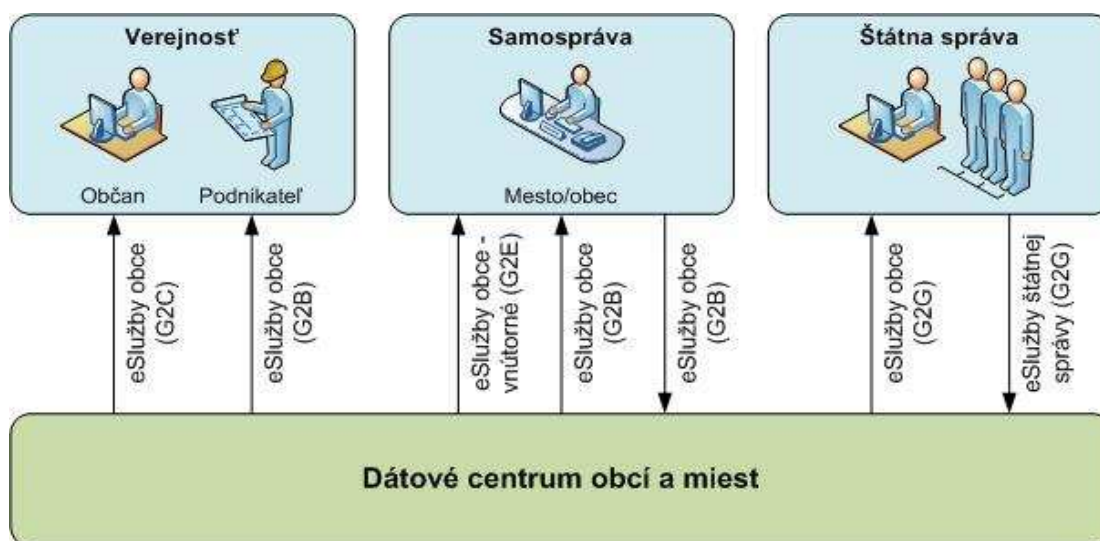 Verejnosť
Občan
Podnikateľ
Samospráva
Mesto/obec
Štátna správa
eSlužby obce
(G2C)
eSlužby obce
(G2B)
eSlužby obce -
vnútorné (G2E)
eSlužby obce
(G2B)
eSlužby obce
(G2B)
eSlužby obce
(G2G)
eSlužby štátnej
správy (G2G)
Dátové centrum obcí a miest